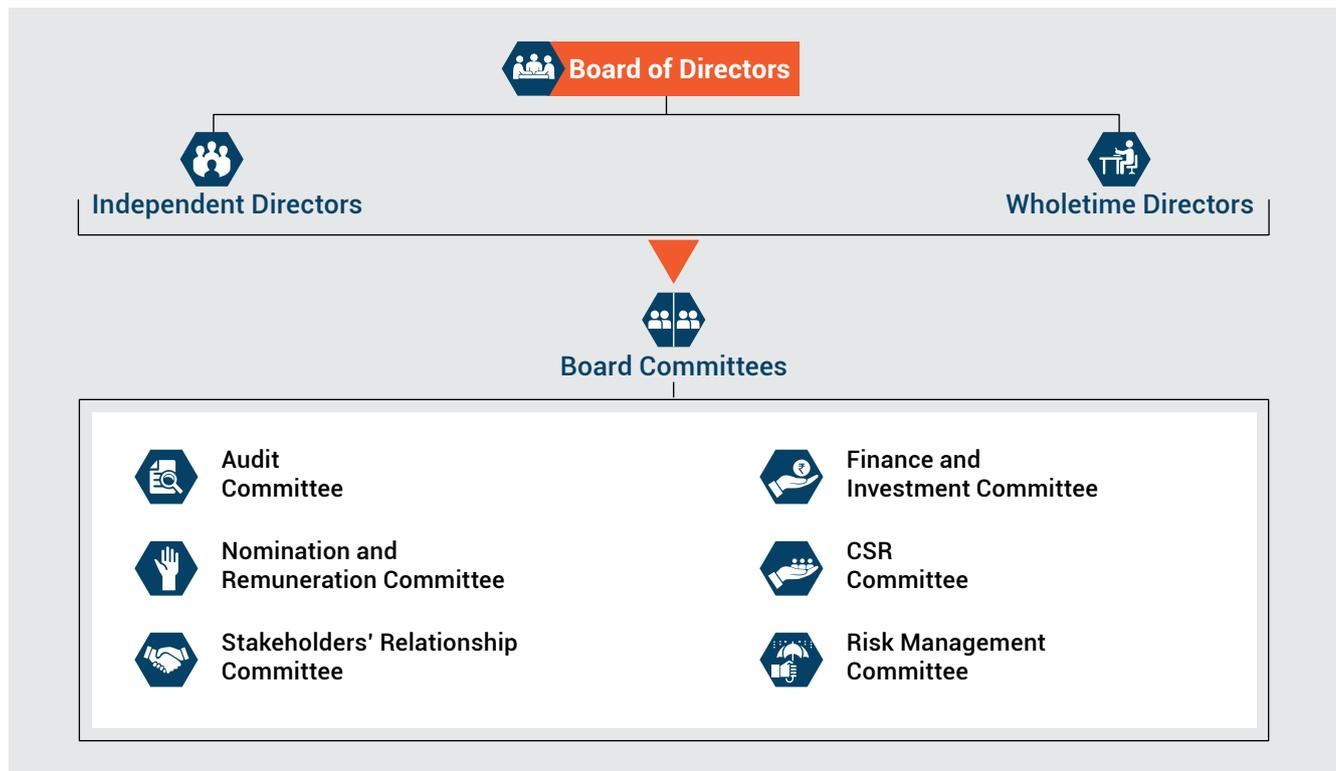 Board of Directors
Independent Directors
Wholetime Directors
Board Committees
Audit
Committee
Finance and
Investment Committee
Nomination and
Remuneration Committee
CSR
Committee
Stakeholders' Relationship
Committee
Risk Management
Committee
₹